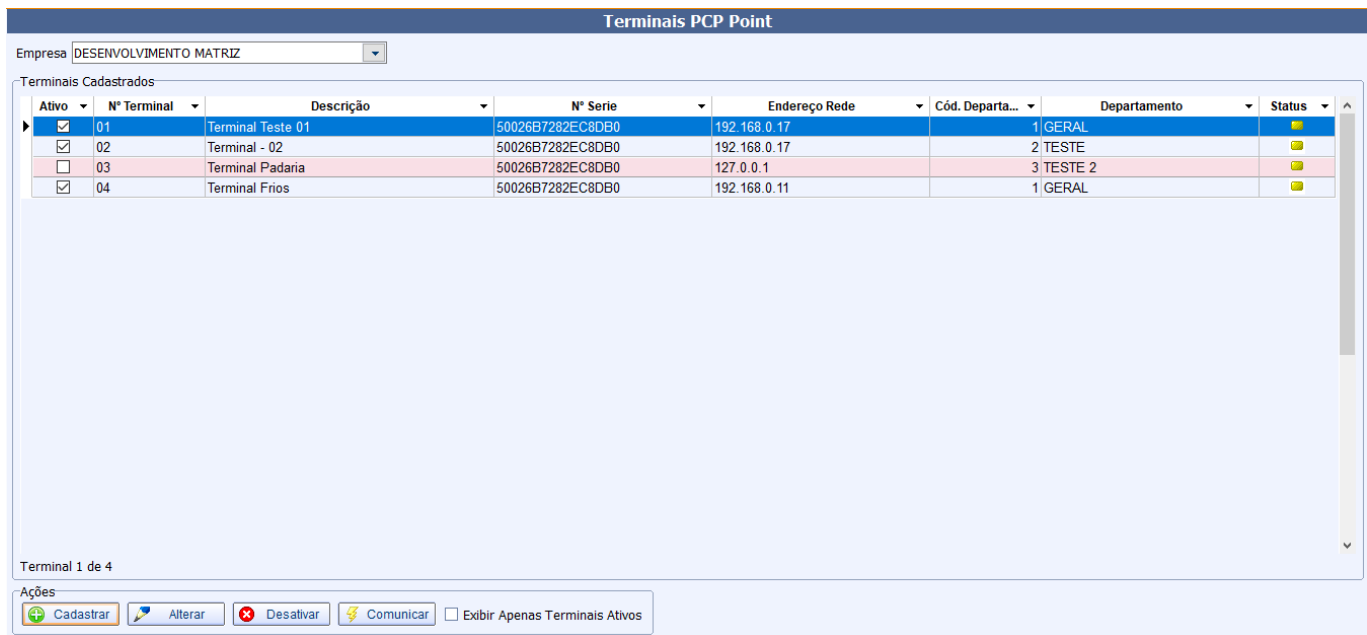 Terminais PCP Point
Empresa DESENVOLVIMENTO MATRIZ
Terminais Cadastrados
Ativo N° Terminal Descrição N° Serie Endereço Rede Cód. Departa... Departamento Status
01 Terminal Teste 01 50026B7282EC8DB0 192.168.0.17 1 GERAL
02 Terminal - 02 50026B7282EC8DB0 192.168.0.17 2 TESTE
03 Terminal Padaria 50026B7282EC8DB0 127.0.0.1 3 TESTE 2
04 Terminal Frios 50026B7282EC8DB0 192.168.0.11 1 GERAL
Terminal 1 de 4
Ações
Cadastrar Alterar Desativar Comunicar Exibir Apenas Terminais Ativos